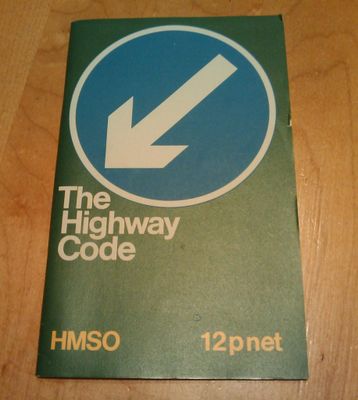 The
Highway
Code
HMSO 12p net